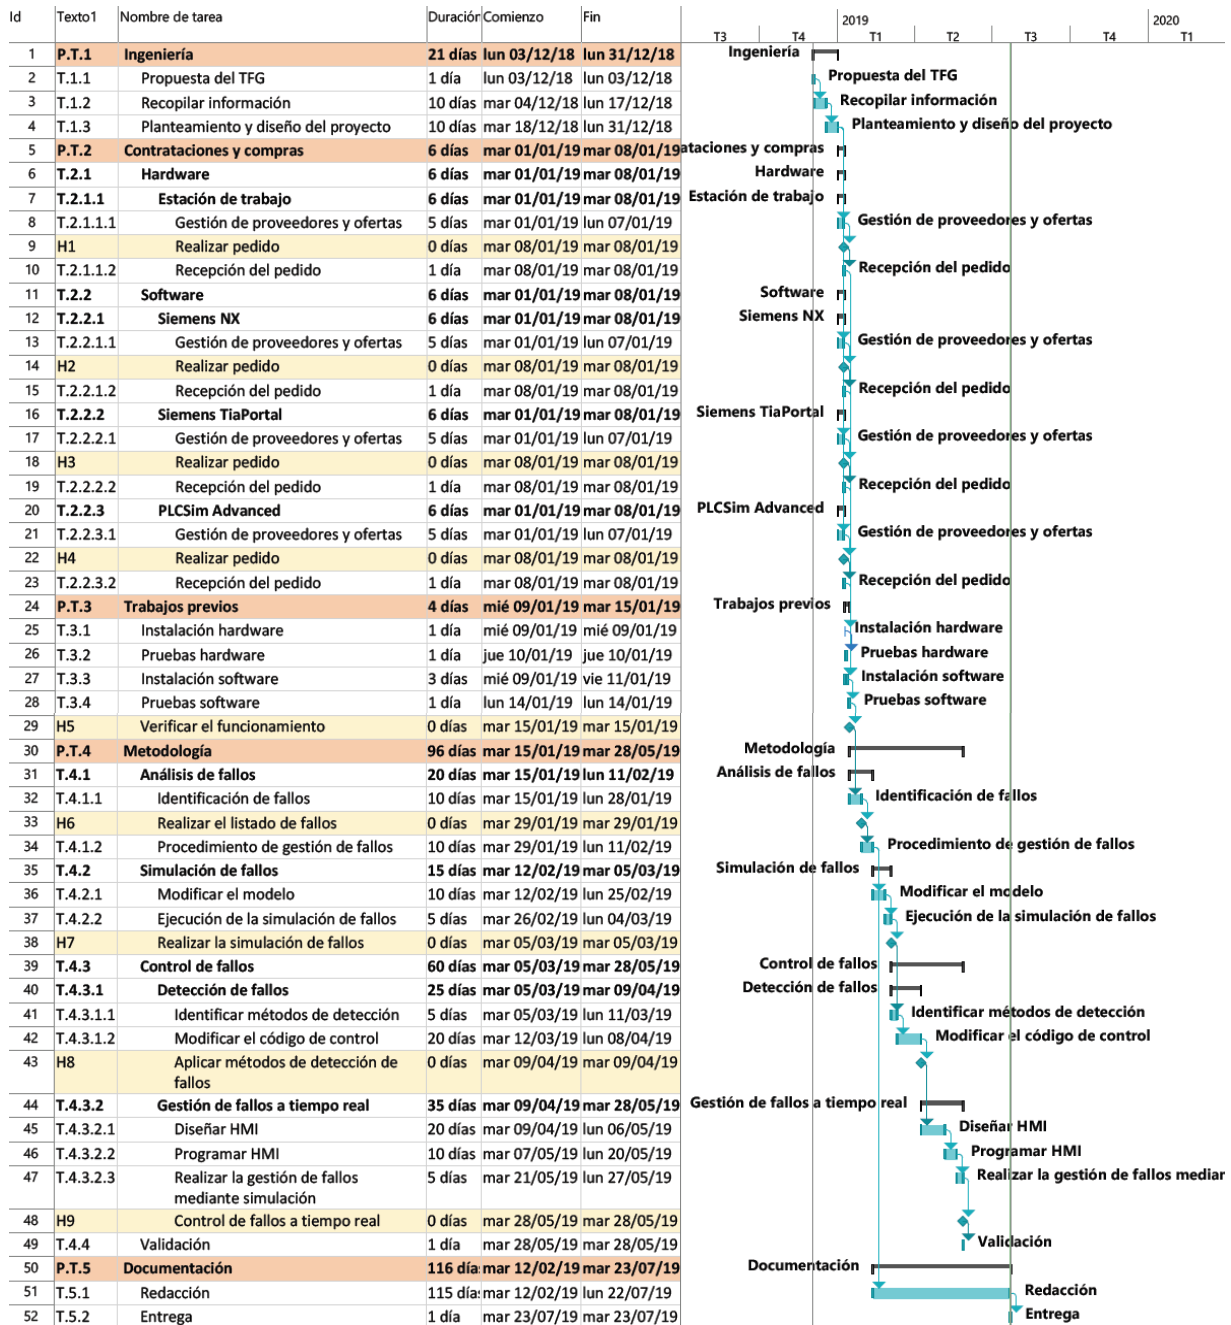 Id Texto1 Nombre de tarea Duración Comienzo Fin 2019 2020
T3 T4 T1 T2 T3 T4 T1
1 P.T.1 Ingeniería 21 días lun 03/12/18 lun 31/12/18 Ingeniería
2 T.1.1 Propuesta del TFG 1 día lun 03/12/18 lun 03/12/18 Propuesta del TFG
3 T.1.2 Recopilar información 10 días mar 04/12/18 lun 17/12/18 Recopilar información
4 T.1.3 Planteamiento y diseño del proyecto 10 días mar 18/12/18 lun 31/12/18 Planteamiento y diseño del proyecto
5 P.T.2 Contrataciones y compras 6 días mar 01/01/19 mar 08/01/19 ataciones y compras
6 T.2.1 Hardware 6 días mar 01/01/19 mar 08/01/19 Hardware
7 T.2.1.1 Estación de trabajo 6 días mar 01/01/19 mar 08/01/19 Estación de trabajo
8 T.2.1.1.1 Gestión de proveedores y ofertas 5 días mar 01/01/19 lun 07/01/19 Gestión de proveedores y ofertas
9 H1 Realizar pedido 0 días mar 08/01/19 mar 08/01/19
10 T.2.1.1.2 Recepción del pedido 1 día mar 08/01/19 mar 08/01/19 Recepción del pedido
11 T.2.2 Software 6 días mar 01/01/19 mar 08/01/19 Software
12 T.2.2.1 Siemens NX 6 días mar 01/01/19 mar 08/01/19 Siemens NX
13 T.2.2.1.1 Gestión de proveedores y ofertas 5 días mar 01/01/19 lun 07/01/19 Gestión de proveedores y ofertas
14 H2 Realizar pedido 0 días mar 08/01/19 mar 08/01/19
15 T.2.2.1.2 Recepción del pedido 1 día mar 08/01/19 mar 08/01/19 Recepción del pedido
16 T.2.2.2 Siemens TiaPortal 6 días mar 01/01/19 mar 08/01/19 Siemens TiaPortal
17 T.2.2.2.1 Gestión de proveedores y ofertas 5 días mar 01/01/19 lun 07/01/19 Gestión de proveedores y ofertas
18 H3 Realizar pedido 0 días mar 08/01/19 mar 08/01/19
19 T.2.2.2.2 Recepción del pedido 1 día mar 08/01/19 mar 08/01/19 Recepción del pedido
20 T.2.2.3 PLCSim Advanced 6 días mar 01/01/19 mar 08/01/19 PLCSim Advanced
21 T.2.2.3.1 Gestión de proveedores y ofertas 5 días mar 01/01/19 lun 07/01/19 Gestión de proveedores y ofertas
22 H4 Realizar pedido 0 días mar 08/01/19 mar 08/01/19
23 T.2.2.3.2 Recepción del pedido 1 día mar 08/01/19 mar 08/01/19 Recepción del pedido
24 P.T.3 Trabajos previos 4 días mié 09/01/19 mar 15/01/19 Trabajos previos
25 T.3.1 Instalación hardware 1 día mié 09/01/19 mié 09/01/19 Instalación hardware
26 T.3.2 Pruebas hardware 1 día jue 10/01/19 jue 10/01/19 Pruebas hardware
27 T.3.3 Instalación software 3 días mié 09/01/19 vie 11/01/19 Instalación software
28 T.3.4 Pruebas software 1 día lun 14/01/19 lun 14/01/19 Pruebas software
29 H5 Verificar el funcionamiento 0 días mar 15/01/19 mar 15/01/19
30 P.T.4 Metodología 96 días mar 15/01/19 mar 28/05/19 Metodología
31 T.4.1 Análisis de fallos 20 días mar 15/01/19 lun 11/02/19 Análisis de fallos
32 T.4.1.1 Identificación de fallos 10 días mar 15/01/19 lun 28/01/19 Identificación de fallos
33 H6 Realizar el listado de fallos 0 días mar 29/01/19 mar 29/01/19
34 T.4.1.2 Procedimiento de gestión de fallos 10 días mar 29/01/19 lun 11/02/19 Procedimiento de gestión de fallos
35 T.4.2 Simulación de fallos 15 días mar 12/02/19 mar 05/03/19 Simulación de fallos
36 T.4.2.1 Modificar el modelo 10 días mar 12/02/19 lun 25/02/19 Modificar el modelo
37 T.4.2.2 Ejecución de la simulación de fallos 5 días mar 26/02/19 lun 04/03/19 Ejecución de la simulación de fallos
38 H7 Realizar la simulación de fallos 0 días mar 05/03/19 mar 05/03/19
39 T.4.3 Control de fallos 60 días mar 05/03/19 mar 28/05/19 Control de fallos
40 T.4.3.1 Detección de fallos 25 días mar 05/03/19 mar 09/04/19 Detección de fallos
41 T.4.3.1.1 Identificar métodos de detección 5 días mar 05/03/19 lun 11/03/19 Identificar métodos de detección
42 T.4.3.1.2 Modificar el código de control 20 días mar 12/03/19 lun 08/04/19 Modificar el código de control
43 H8 Aplicar métodos de detección de 0 días mar 09/04/19 mar 09/04/19
fallos
44 T.4.3.2 Gestión de fallos a tiempo real 35 días mar 09/04/19 mar 28/05/19 Gestión de fallos a tiempo real
45 T.4.3.2.1 Diseñar HMI 20 días mar 09/04/19 lun 06/05/19 Diseñar HMI
46 T.4.3.2.2 Programar HMI 10 días mar 07/05/19 lun 20/05/19 Programar HMI
47 T.4.3.2.3 Realizar la gestión de fallos 5 días mar 21/05/19 lun 27/05/19 Realizar la gestión de fallos mediar
mediante simulación
48 H9 Control de fallos a tiempo real 0 días mar 28/05/19 mar 28/05/19
49 T.4.4 Validación 1 día mar 28/05/19 mar 28/05/19 Validación
50 P.T.5 Documentación 116 día mar 12/02/19 mar 23/07/19 Documentación
51 T.5.1 Redacción 115 día mar 12/02/19 lun 22/07/19 Redacción
52 T.5.2 Entrega 1 día mar 23/07/19 mar 23/07/19 Entrega